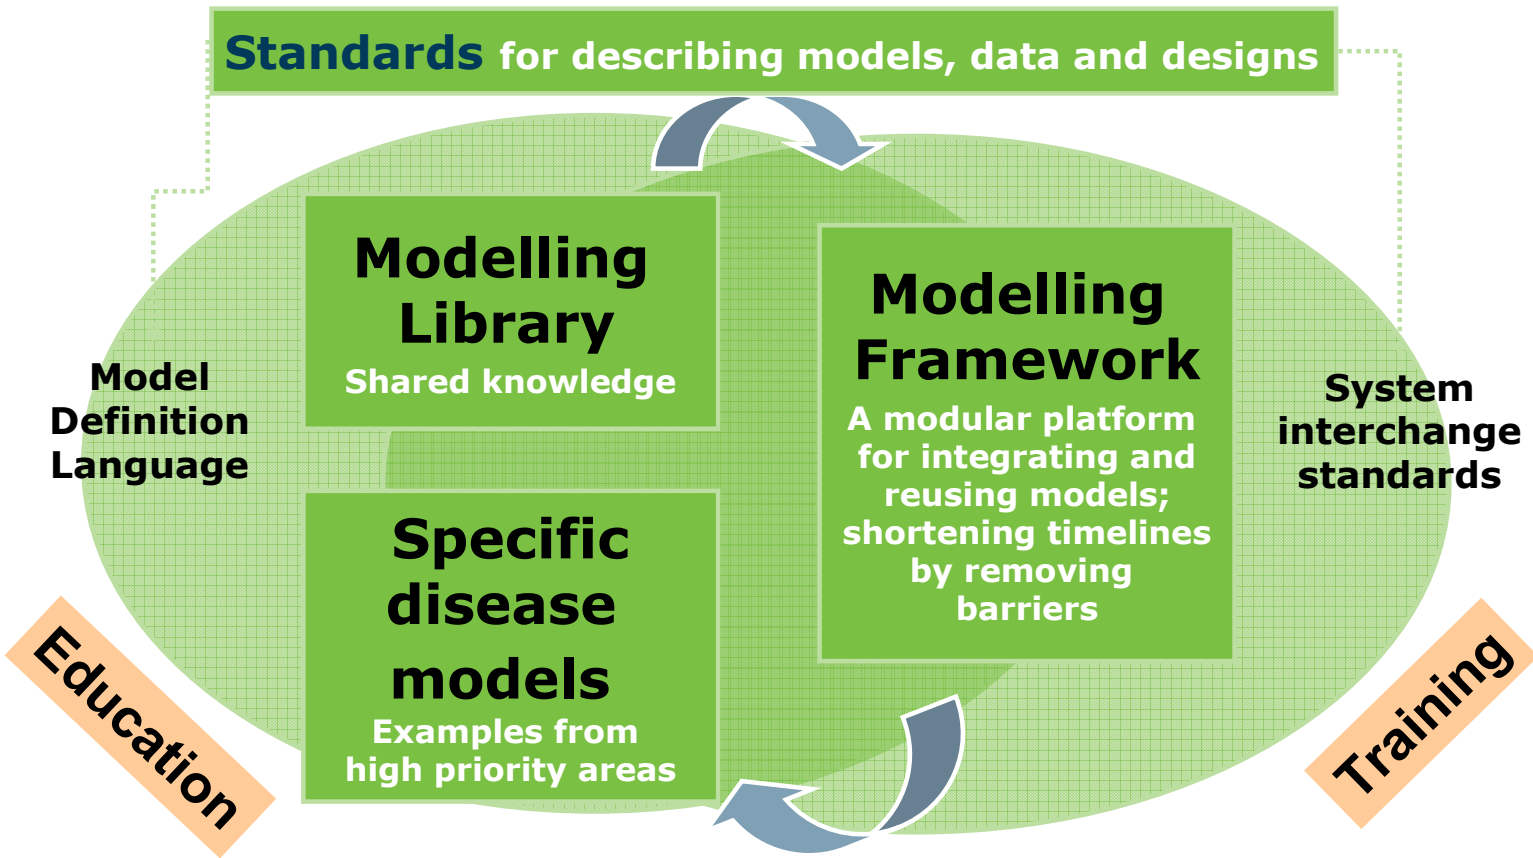 Standards for describing models, data and designs
Modelling
Library
Shared knowledge
Modelling
Framework
A modular platform
for integrating and
reusing models;
shortening timelines
by removing
barriers
Model
Definition
Language
System
interchange
standards
Specific
disease
models
Examples from
high priority areas
Education
Training